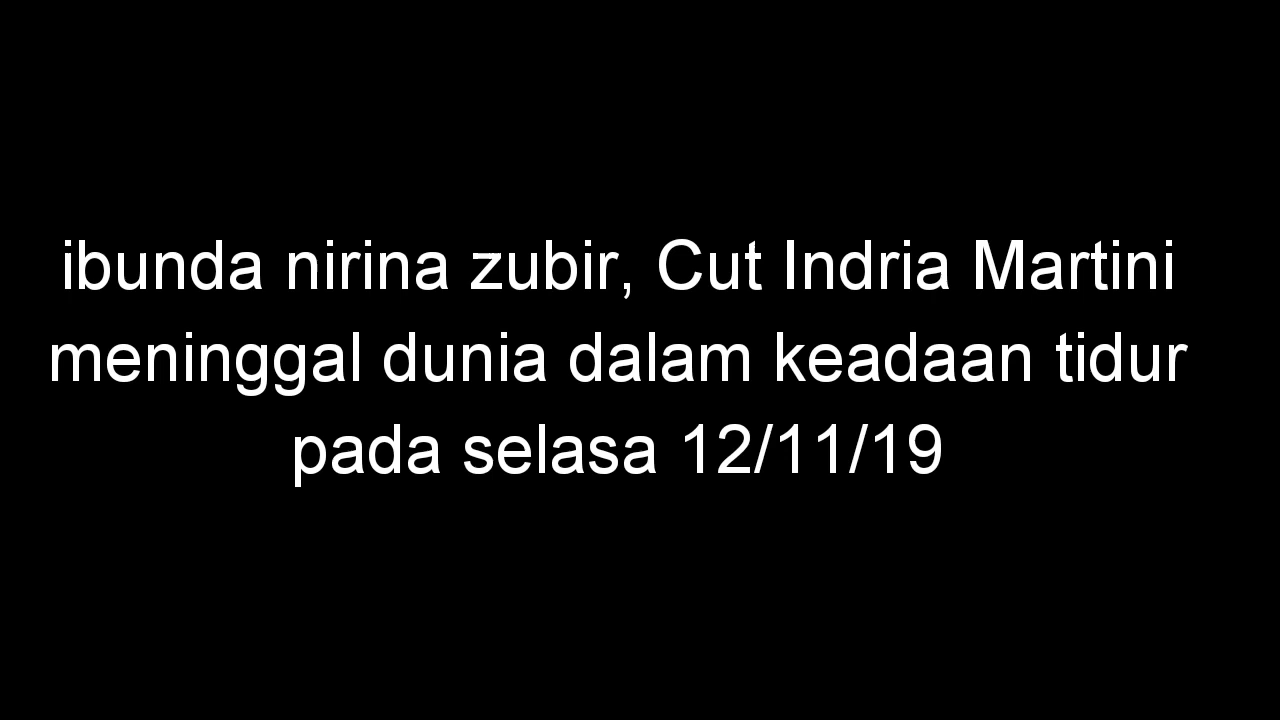 ibunda nirina zubir, Cut Indria Martini
meninggal dunia dalam keadaan tidur
pada selasa 12/11/19